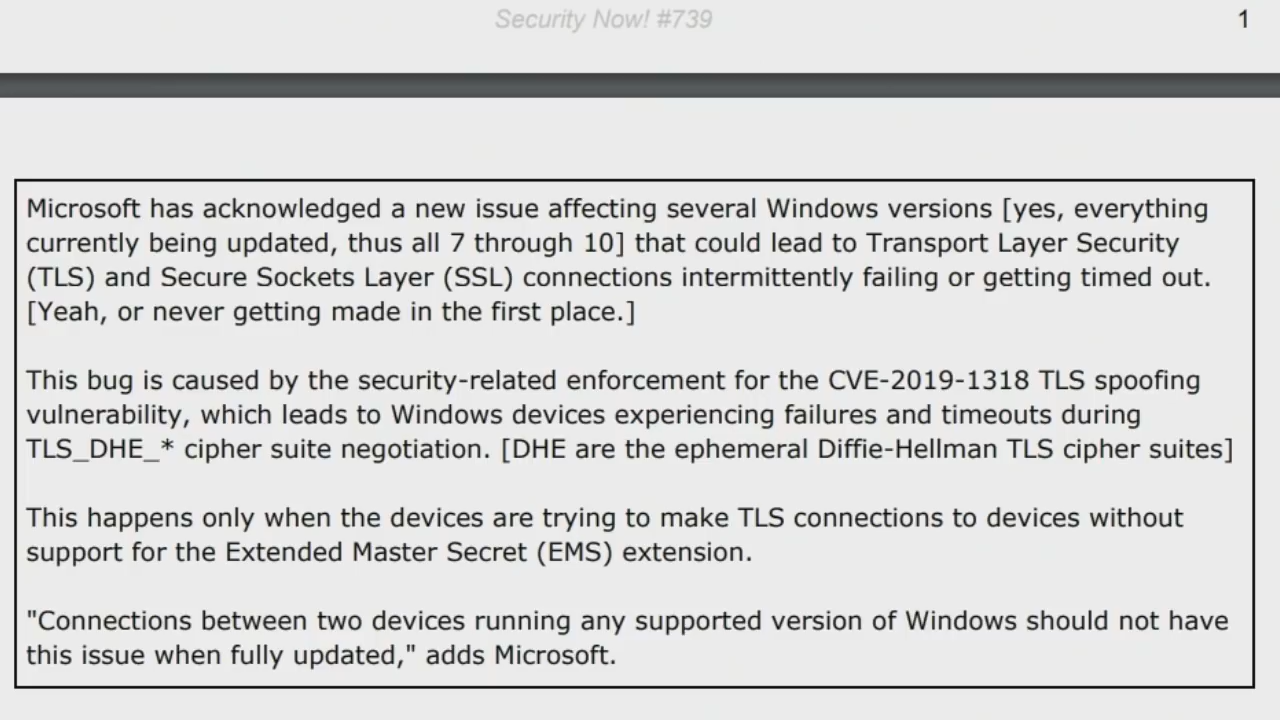 Security Now! #739
1
Microsoft has acknowledged a new issue affecting several Windows versions [yes, everything
currently being updated, thus all 7 through 10] that could lead to Transport Layer Security
(TLS) and Secure Sockets Layer (SSL) connections intermittently failing or getting timed out.
[Yeah, or never getting made in the first place.]
This bug is caused by the security-related enforcement for the CVE-2019-1318 TLS spoofing
vulnerability, which leads to Windows devices experiencing failures and timeouts during
TLS_DHE_* cipher suite negotiation. [DHE are the ephemeral Diffie-Hellman TLS cipher suites]
This happens only when the devices are trying to make TLS connections to devices without
support for the Extended Master Secret (EMS) extension.
"Connections between two devices running any supported version of Windows should not have
this issue when fully updated," adds Microsoft.